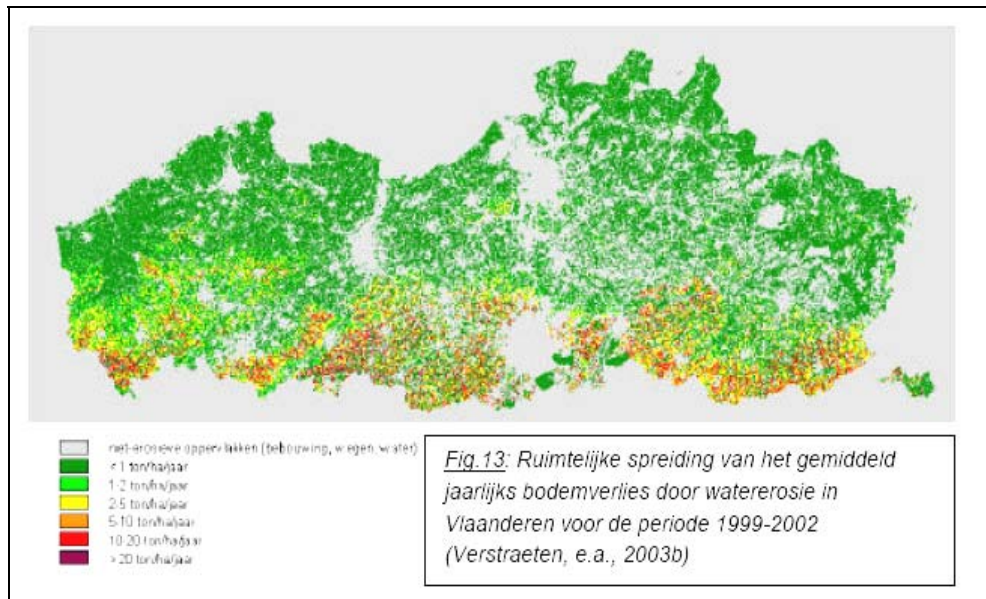 niet-erosieve oppervlakken (bebouwing, wegen, water)
< 1 ton/ha/jaar
1-2 ton/ha/jaar
2-5 ton/ha/jaar
5-10 ton/ha/jaar
10-20 ton/ha/jaar
> 20 ton/ha/jaar
Fig.13: Ruimtelijke spreiding van het gemiddeld
jaarlijks bodemverlies door watererosie in
Vlaanderen voor de periode 1999-2002
(Verstraeten, e.a., 2003b)